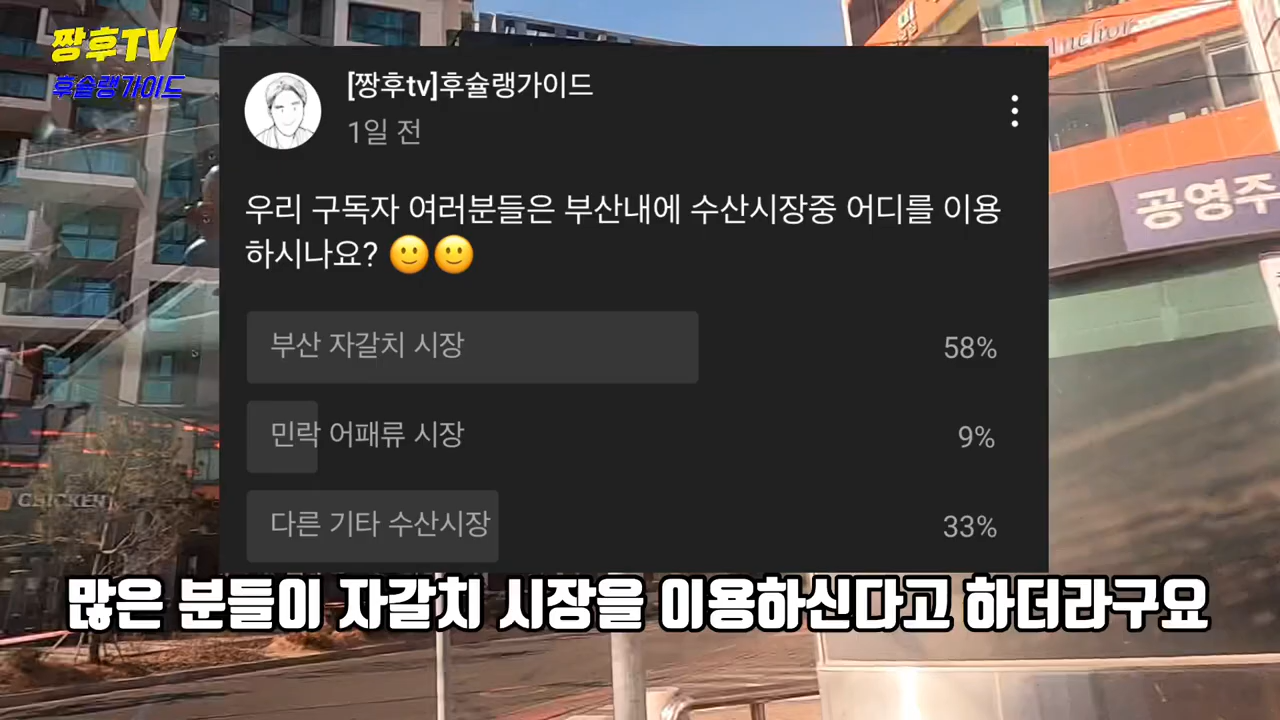 짱후TV
후슐랭가이드
[짱후tv]후슐랭가이드
1일 전
우리 구독자 여러분들은 부산내에 수산시장중 어디를 이용
하시나요? 🙂🙂
부산 자갈치 시장 58%
민락 어패류 시장 9%
다른 기타 수산시장 33%
많은 분들이 자갈치 시장을 이용하신다고 하더라구요
Anchor
공영주
CHICKEN